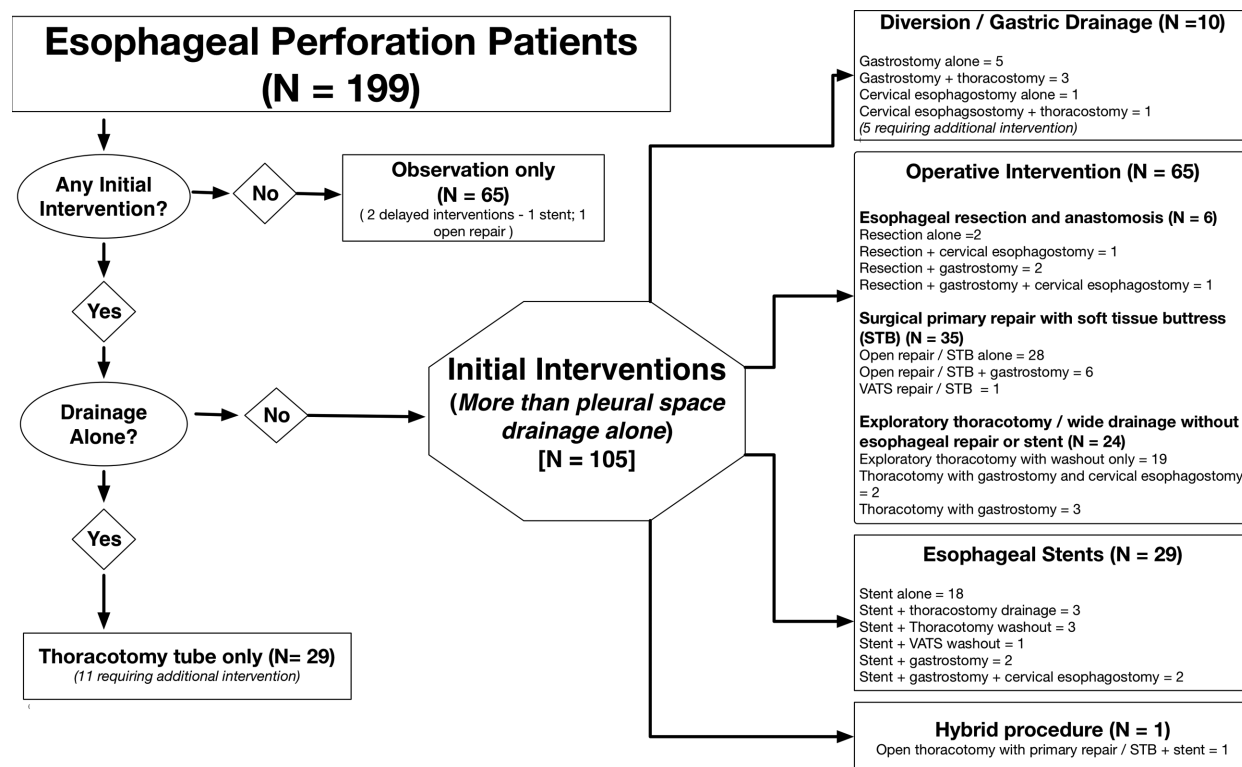 Esophageal Perforation Patients
(N = 199)
Any Initial
Intervention?
No
Observation only
(N = 65)
( 2 delayed interventions - 1 stent; 1
open repair )
Yes
Drainage
Alone?
No
Yes
Thoracotomy tube only (N= 29)
(11 requiring additional intervention)
Initial Interventions
(More than pleural space
drainage alone)
[N = 105]
Diversion / Gastric Drainage (N =10)
Gastrostomy alone = 5
Gastrostomy + thoracostomy = 3
Cervical esophagostomy alone = 1
Cervical esophagsostomy + thoracostomy = 1
(5 requiring additional intervention)
Operative Intervention (N = 65)
Esophageal resection and anastomosis (N = 6)
Resection alone =2
Resection + cervical esophagostomy = 1
Resection + gastrostomy = 2
Resection + gastrostomy + cervical esophagostomy = 1
Surgical primary repair with soft tissue buttress
(STB) (N = 35)
Open repair / STB alone = 28
Open repair / STB + gastrostomy = 6
VATS repair / STB = 1
Exploratory thoracotomy / wide drainage without
esophageal repair or stent (N = 24)
Exploratory thoracotomy with washout only = 19
Thoracotomy with gastrostomy and cervical esophagostomy
= 2
Thoracotomy with gastrostomy = 3
Esophageal Stents (N = 29)
Stent alone = 18
Stent + thoracostomy drainage = 3
Stent + Thoracotomy washout = 3
Stent + VATS washout = 1
Stent + gastrostomy = 2
Stent + gastrostomy + cervical esophagostomy = 2
Hybrid procedure (N = 1)
Open thoracotomy with primary repair / STB + stent = 1